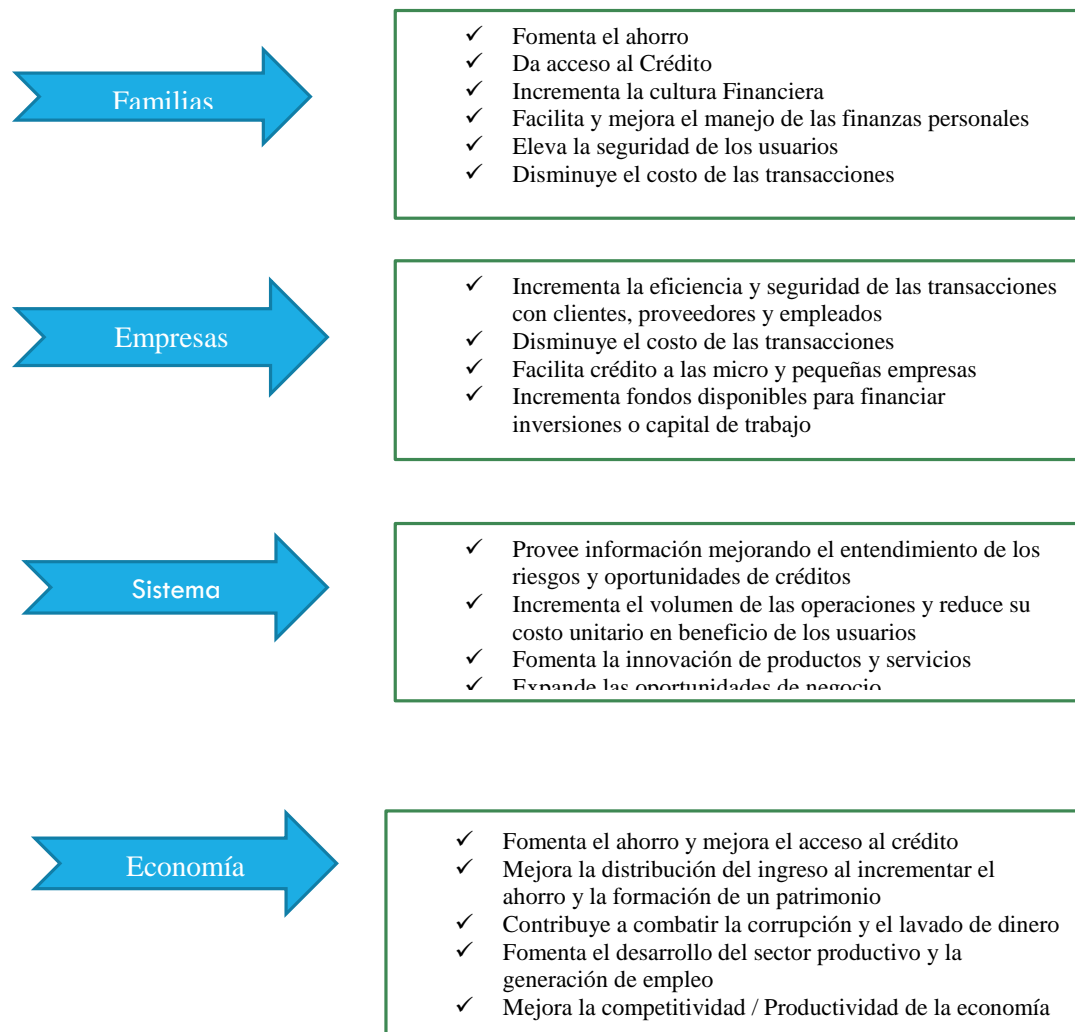 Familias
✓ Fomenta el ahorro
✓ Da acceso al Crédito
✓ Incrementa la cultura Financiera
✓ Facilita y mejora el manejo de las finanzas personales
✓ Eleva la seguridad de los usuarios
✓ Disminuye el costo de las transacciones
Empresas
✓ Incrementa la eficiencia y seguridad de las transacciones
con clientes, proveedores y empleados
✓ Disminuye el costo de las transacciones
✓ Facilita crédito a las micro y pequeñas empresas
✓ Incrementa fondos disponibles para financiar
inversiones o capital de trabajo
Sistema
✓ Provee información mejorando el entendimiento de los
riesgos y oportunidades de créditos
✓ Incrementa el volumen de las operaciones y reduce su
costo unitario en beneficio de los usuarios
✓ Fomenta la innovación de productos y servicios
✓ Expande las oportunidades de negocio
Economía
✓ Fomenta el ahorro y mejora el acceso al crédito
✓ Mejora la distribución del ingreso al incrementar el
ahorro y la formación de un patrimonio
✓ Contribuye a combatir la corrupción y el lavado de dinero
✓ Fomenta el desarrollo del sector productivo y la
generación de empleo
✓ Mejora la competitividad / Productividad de la economía